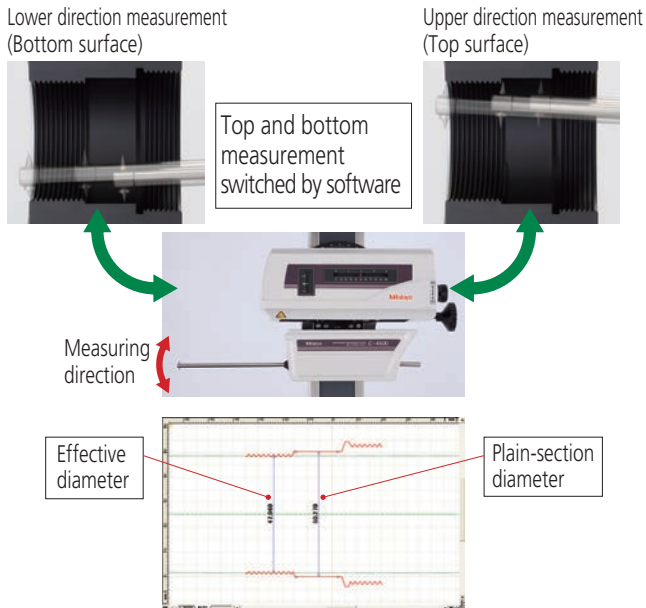 Lower direction measurement
(Bottom surface)
Upper direction measurement
(Top surface)
Top and bottom
measurement
switched by software
Mitutoyo
Measuring
direction
Effective
diameter
Plain-section
diameter